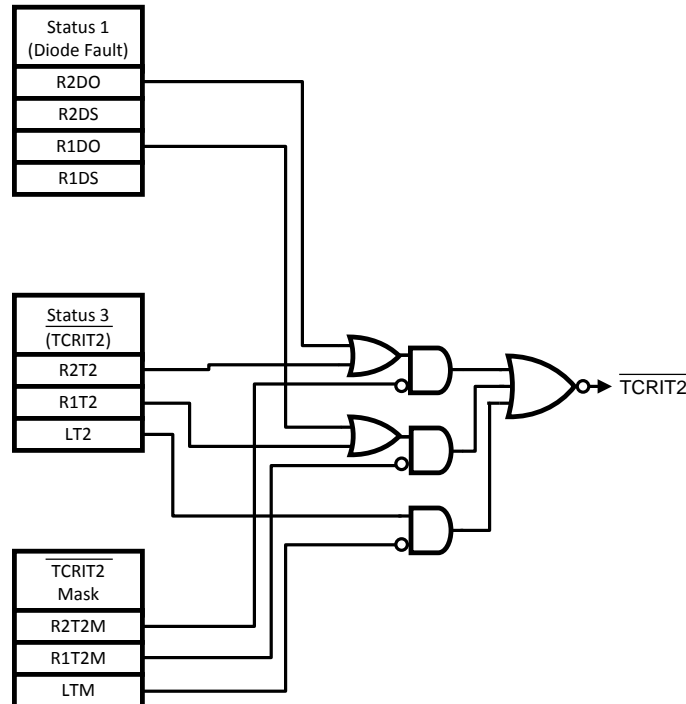 Status 1
(Diode Fault)
R2DO
R2DS
R1DO
R1DS
Status 3
(TCRIT2)
R2T2
R1T2
LT2
TCRIT2
TCRIT2
Mask
R2T2M
R1T2M
LTM